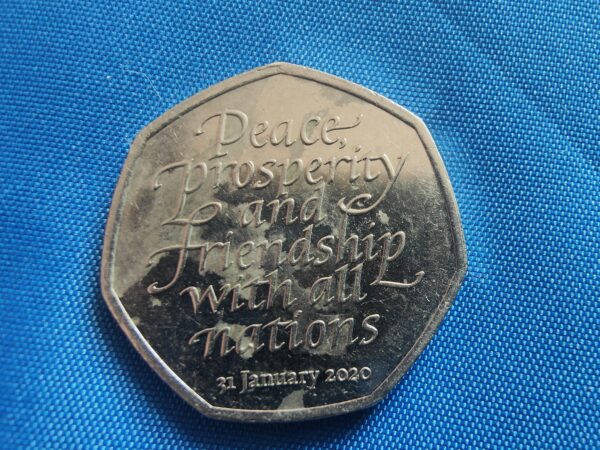 Peace,
prosperity
and
friendship
with all
nations
31 January 2020